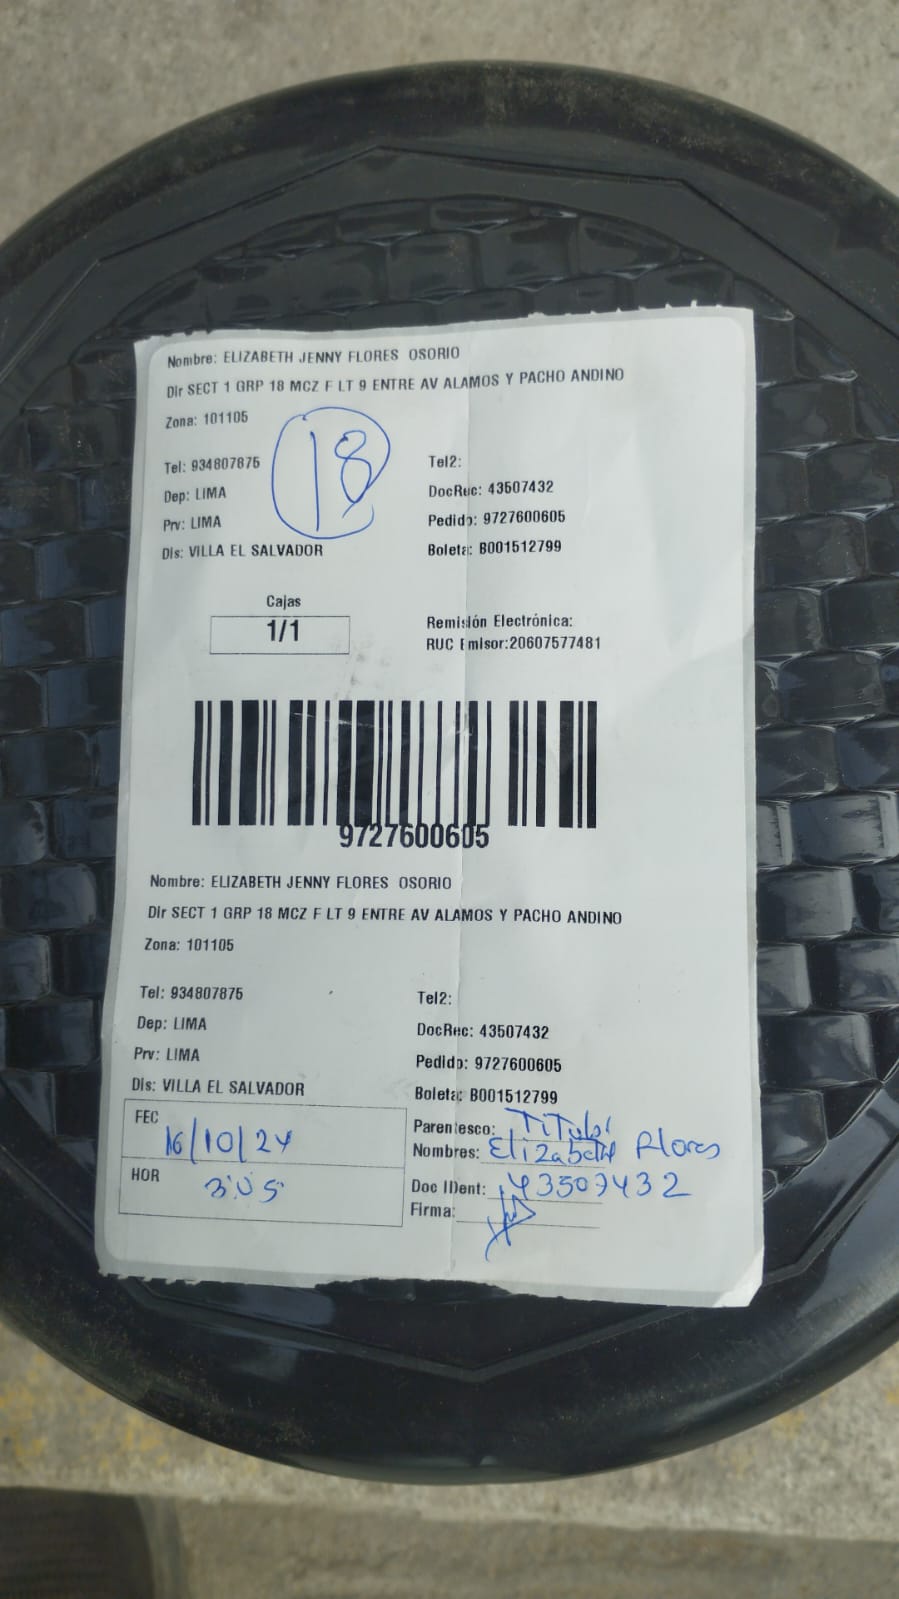 Nombre: ELIZABETH JENNY FLORES OSORIO
Dir SECT 1 GRP 18 MCZ F LT 9 ENTRE AV ALAMOS Y PACHO ANDINO
Zona: 101105
18
Tel: 934807875 Tel2:
Dep: LIMA DocRec: 43507432
Prv: LIMA Pedido: 9727600605
Dis: VILLA EL SALVADOR Boleta: B001512799
Cajas
1/1
Remisión Electrónica:
RUC Emisor:20607577481
9727600605
Nombre: ELIZABETH JENNY FLORES OSORIO
Dir SECT 1 GRP 18 MCZ F LT 9 ENTRE AV ALAMOS Y PACHO ANDINO
Zona: 101105
Tel: 934807875 Tel2:
Dep: LIMA DocRec: 43507432
Prv: LIMA Pedido: 9727600605
Dis: VILLA EL SALVADOR Boleta: B001512799
FEC 16/10/24
HOR 3:05
Parentesco:
Nombres: Elizabeth Flores
Doc IDent: 43507432
Firma: